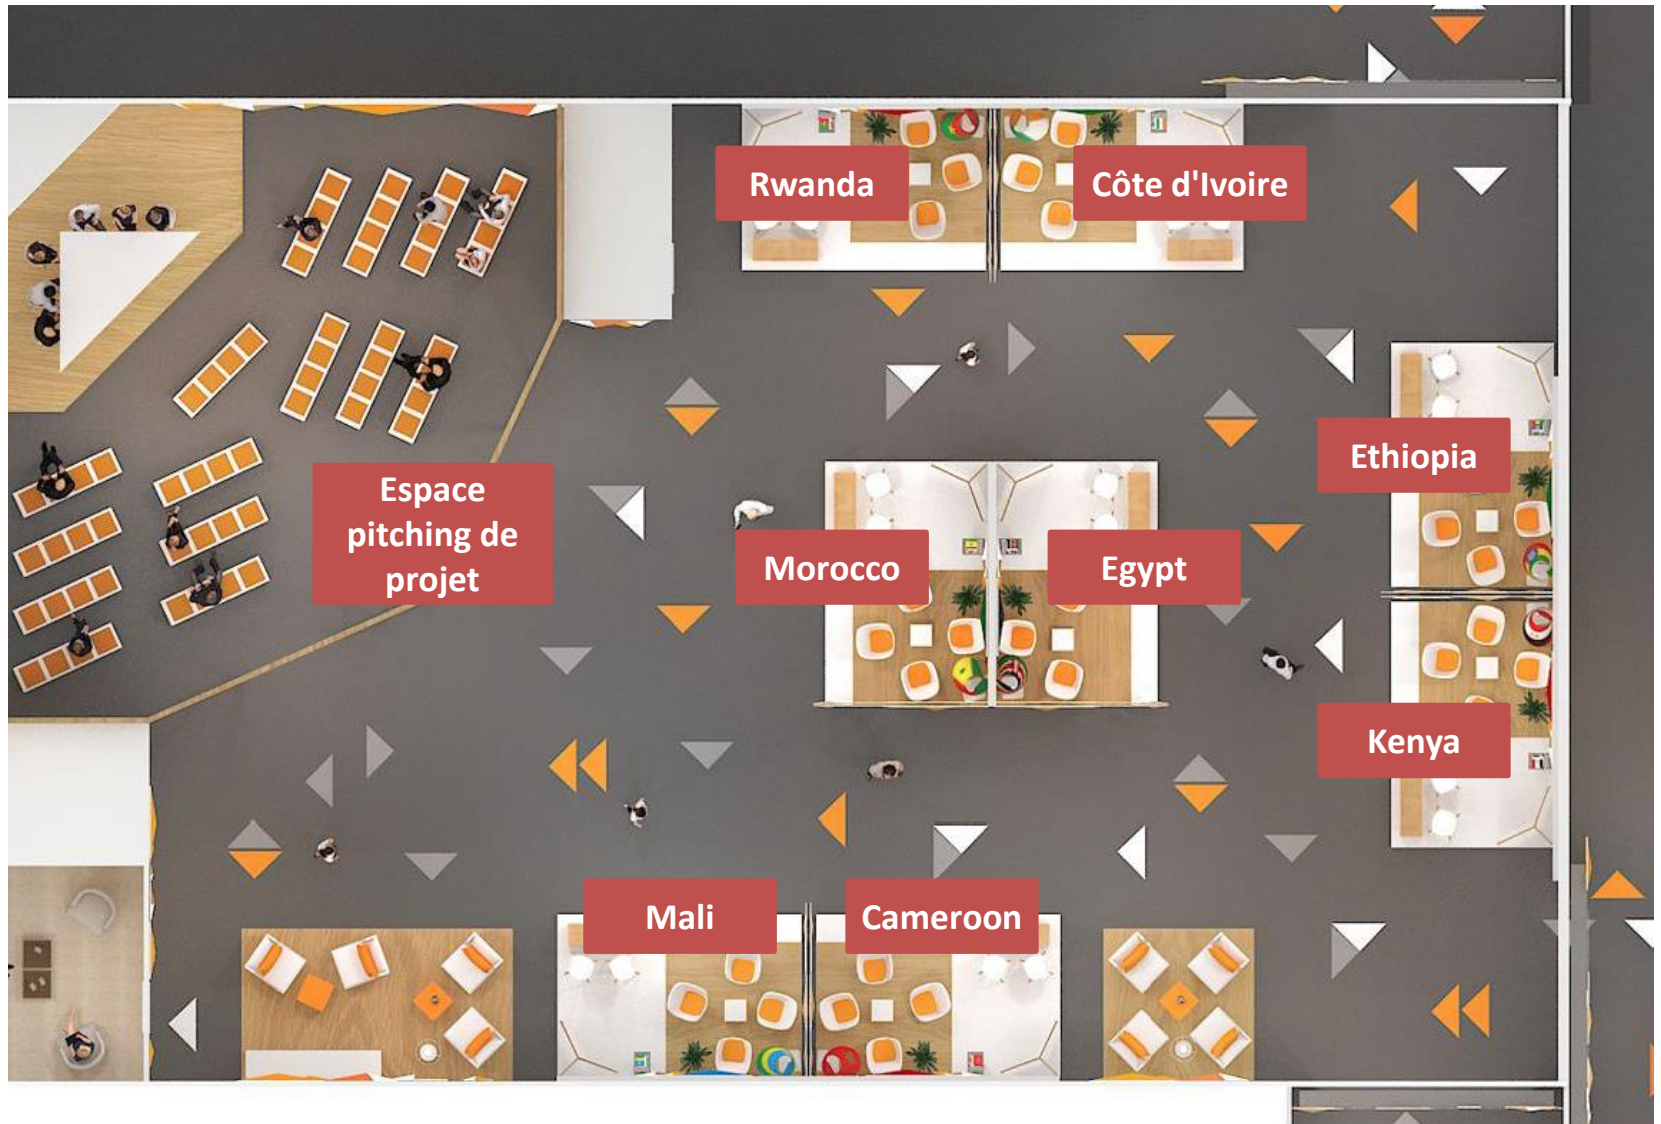 Rwanda
Côte d'Ivoire
Ethiopia
Espace
pitching de
projet
Morocco
Egypt
Kenya
Mali
Cameroon